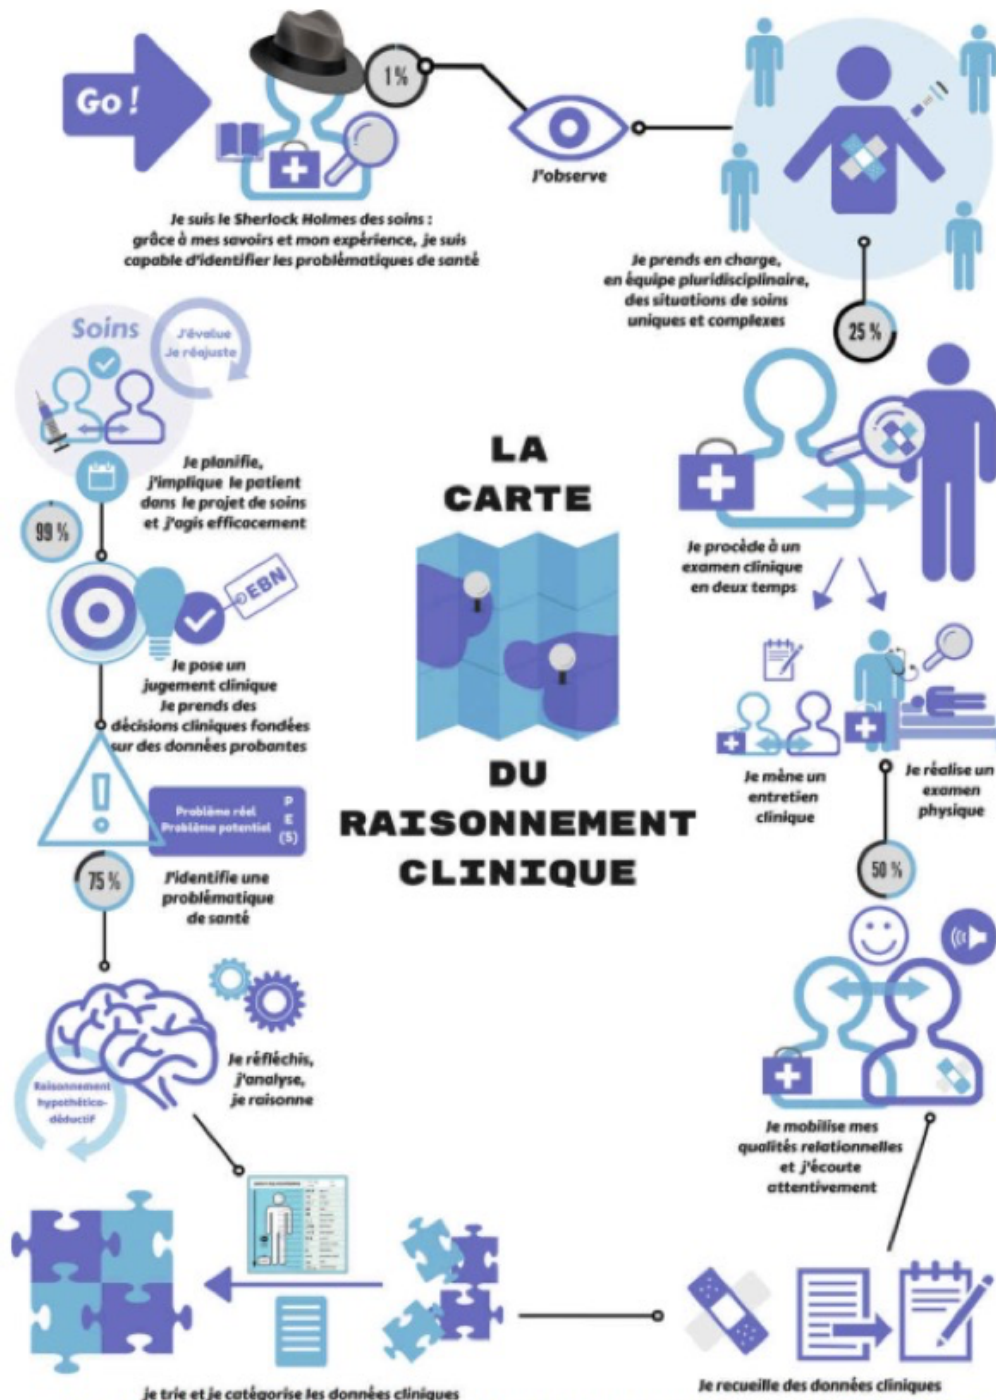 Go !
1%
Je suis le Sherlock Holmes des soins :
grâce à mes savoirs et mon expérience, je suis
capable d'identifier les problématiques de santé
J'observe
Je prends en charge,
en équipe pluridisciplinaire,
des situations de soins
uniques et complexes
25 %
Je procède à un
examen clinique
en deux temps
Je mène un
entretien
clinique
Je réalise un
examen
physique
50 %
Je mobilise mes
qualités relationnelles
et j'écoute
attentivement
Je recueille des données cliniques
je trie et je catégorise les données cliniques
Raisonnement
hypothético-
déductif
Je réfléchis,
j'analyse,
je raisonne
75 %
J'identifie une
problématique
de santé
Problème réel
Problème potentiel
P
E
(S)
Je pose un
jugement clinique
Je prends des
décisions cliniques fondées
sur des données probantes
EBN
99 %
Je planifie,
j'implique le patient
dans le projet de soins
et j'agis efficacement
Soins
J'évalue
Je réajuste
LA
CARTE
DU
RAISONNEMENT
CLINIQUE